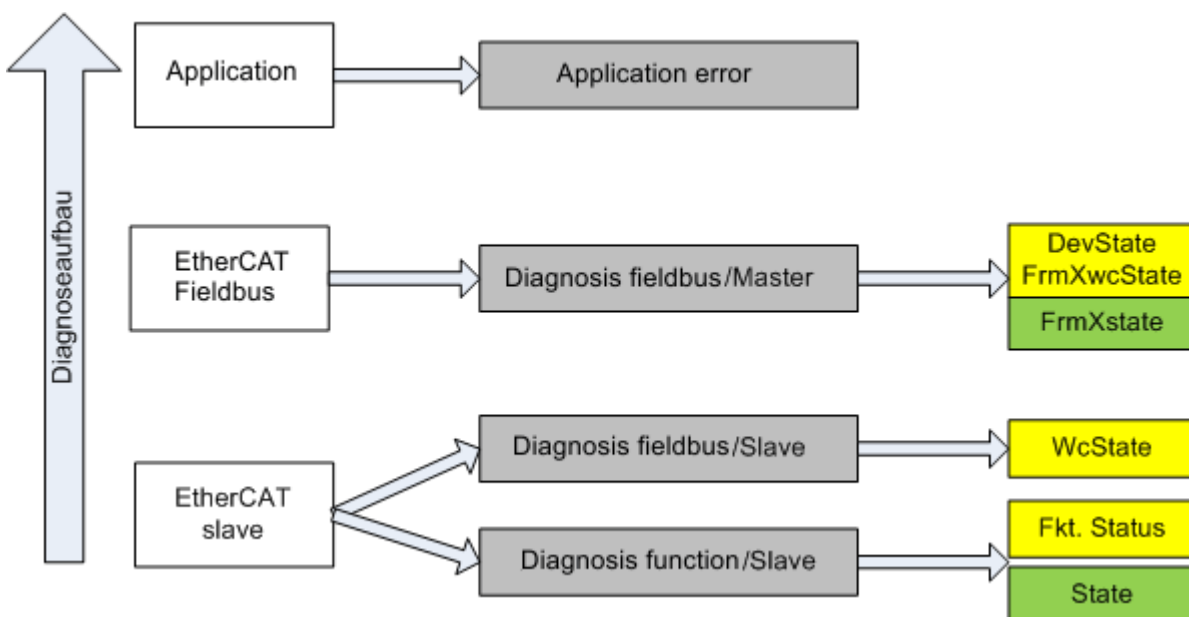 Diagnoseaufbau
Application
Application error
EtherCAT
Fieldbus
Diagnosis fieldbus/Master
DevState
FrmXwcState
FrmXstate
EtherCAT
slave
Diagnosis fieldbus/Slave
WcState
Diagnosis function/Slave
Fkt. Status
State